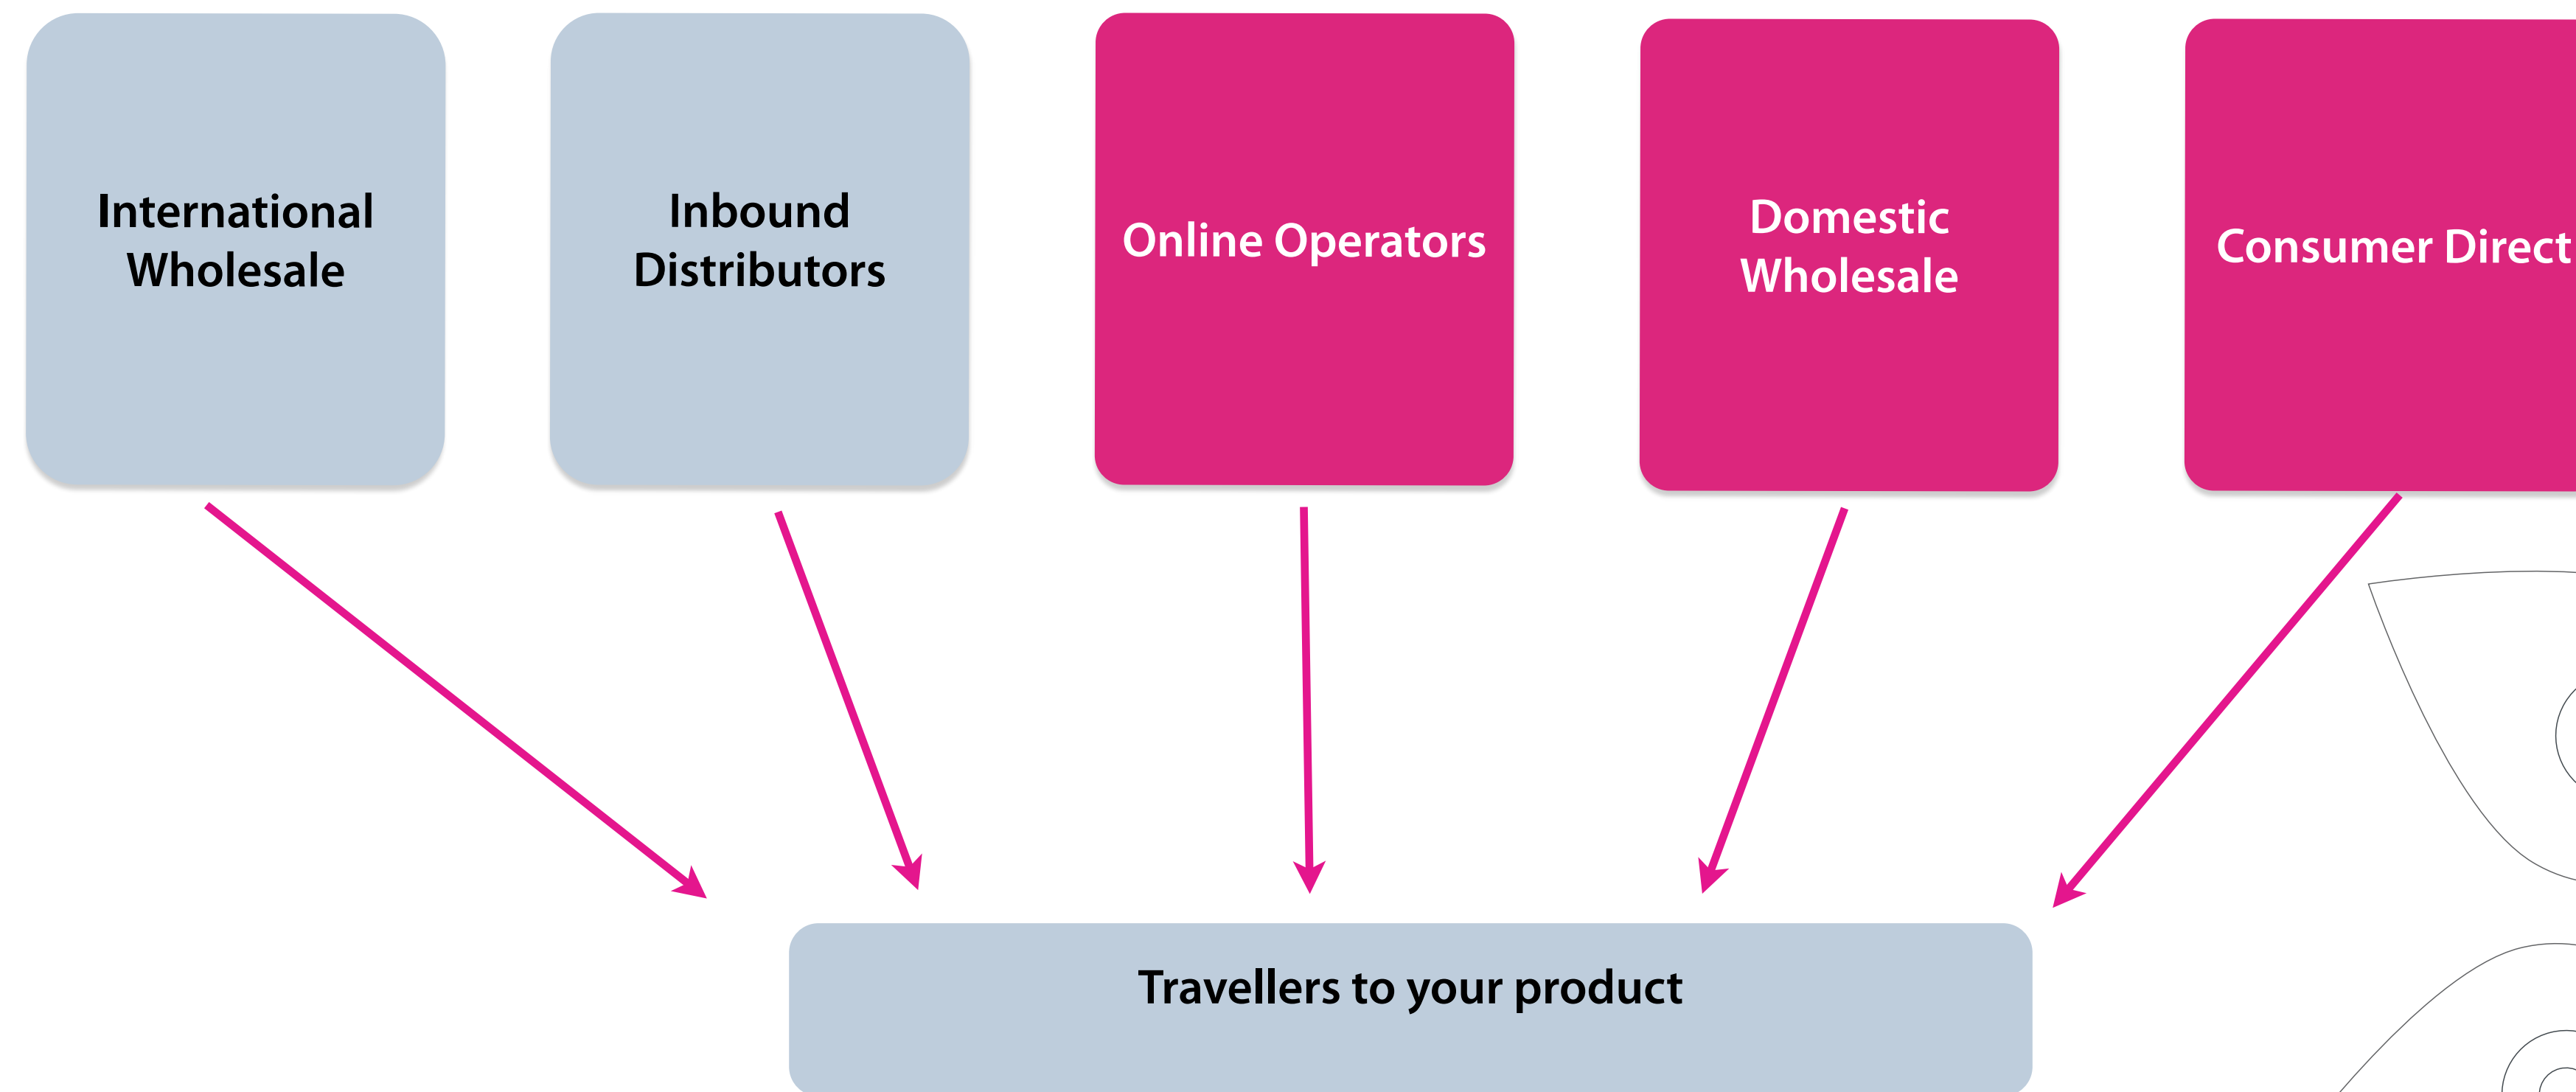 International
Wholesale
Inbound
Distributors
Online Operators
Domestic
Wholesale
Consumer Direct
Travellers to your product